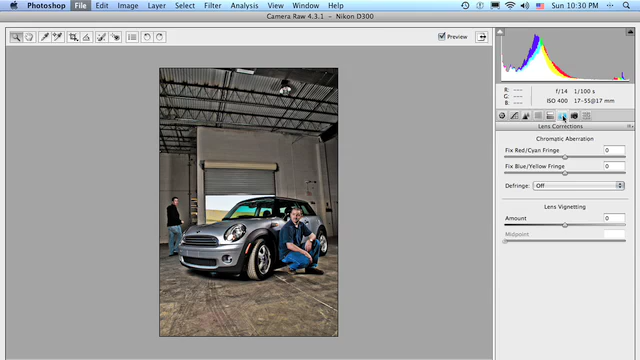 Photoshop File Edit Image Layer Select Filter Analysis View Window Help Sun 10:30 PM
Camera Raw 4.3.1 – Nikon D300
Preview
R: ---
G: ---
B: ---
f/14 1/100 s
ISO 400 17-55@17 mm
Lens Corrections
Chromatic Aberration
Fix Red/Cyan Fringe 0
Fix Blue/Yellow Fringe 0
Defringe: Off
Lens Vignetting
Amount 0
Midpoint